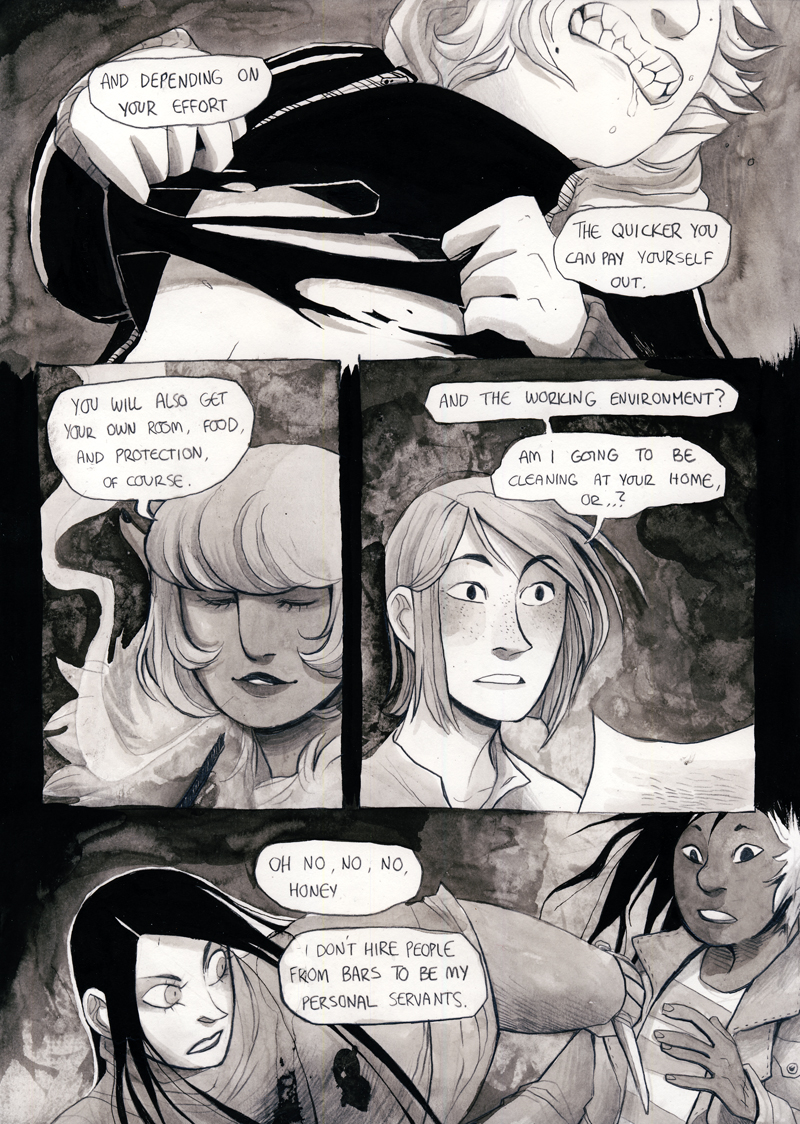 AND DEPENDING ON
YOUR EFFORT
THE QUICKER YOU
CAN PAY YOURSELF
OUT.
YOU WILL ALSO GET
YOUR OWN ROOM, FOOD,
AND PROTECTION,
OF COURSE.
AND THE WORKING ENVIRONMENT?
AM I GOING TO BE
CLEANING AT YOUR HOME,
OR...?
OH NO, NO, NO,
HONEY
I DON'T HIRE PEOPLE
FROM BARS TO BE MY
PERSONAL SERVANTS.